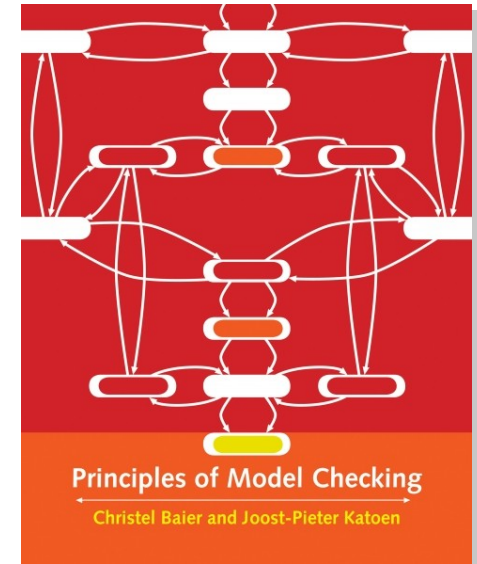 Principles of Model Checking
Christel Baier and Joost-Pieter Katoen